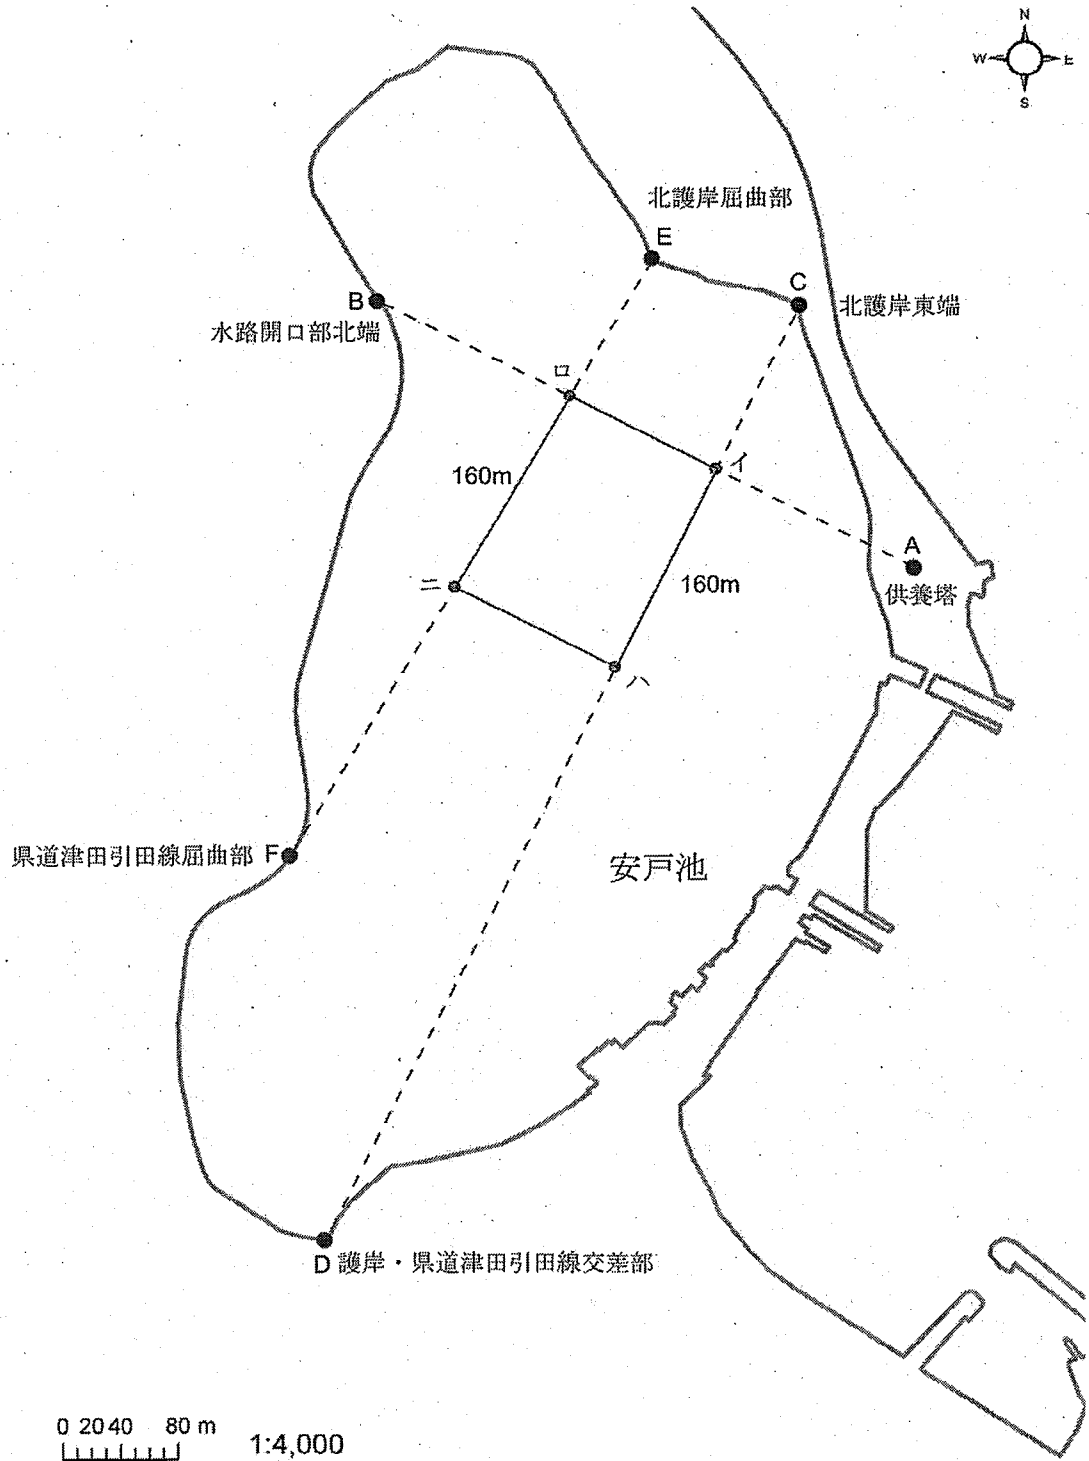 N
W
E
S
北護岸屈曲部
E
C
B
北護岸東端
水路開口部北端
ロ
イ
160m
A
ニ
160m
供養塔
ハ
県道津田引田線屈曲部 F
安戸池
D 護岸・県道津田引田線交差部
0 20 40 80 m
1:4,000